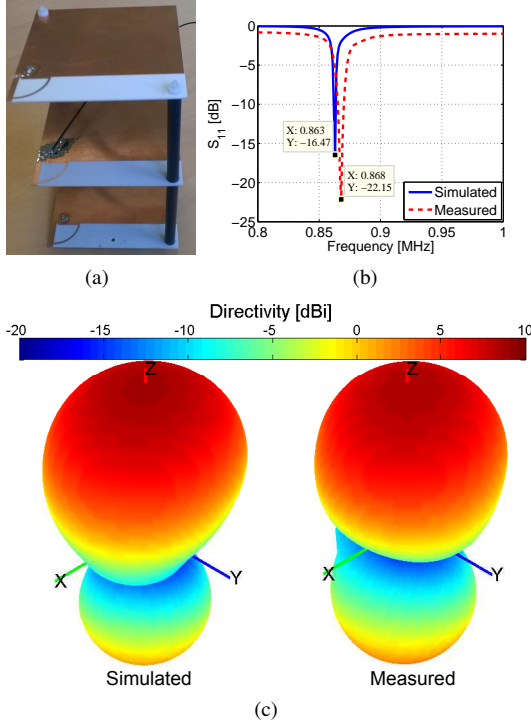 0
−5
−10
−15
−20
−25
S11 [dB]
X: 0.863
Y: −16.47
X: 0.868
Y: −22.15
Simulated
Measured
0.8 0.85 0.9 0.95 1
Frequency [MHz]
(a) (b)
Directivity [dBi]
-20 -15 -10 -5 0 5 10
Z Z
X Y X Y
Simulated Measured
(c)